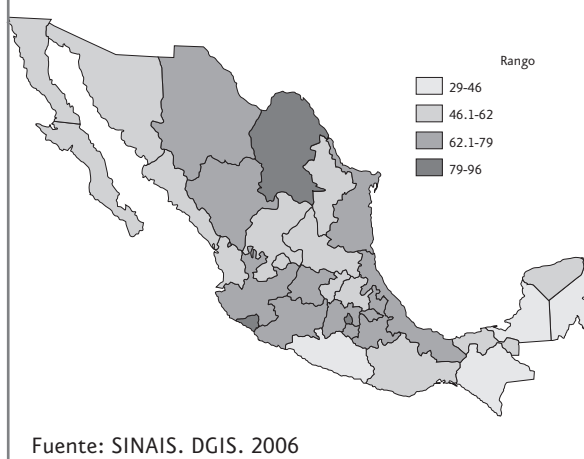 Rango
29-46
46.1-62
62.1-79
79-96
Fuente: SINAIS. DGIS. 2006